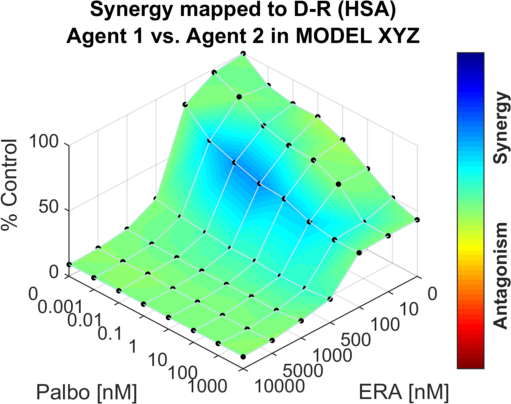 Synergy mapped to D-R (HSA)
Agent 1 vs. Agent 2 in MODEL XYZ
% Control
100
50
0
0
0.001
0.01
0.1
1
10
100
1000
Palbo [nM]
0
10
100
500
1000
5000
10000
ERA [nM]
Synergy
Antagonism